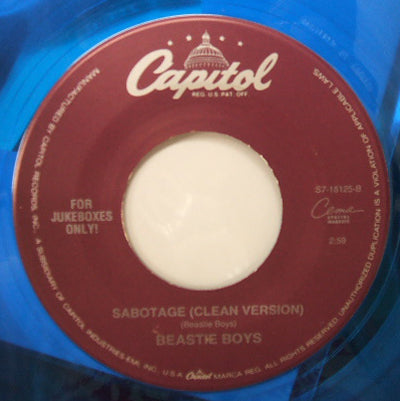 Capitol
REG. U.S. PAT. OFF.
MANUFACTURED BY CAPITOL RECORDS, INC., A SUBSIDIARY OF CAPITOL INDUSTRIES-EMI, INC. U.S.A. Capitol MARCA REG. ALL RIGHTS RESERVED. UNAUTHORIZED DUPLICATION IS A VIOLATION OF APPLICABLE LAWS.
FOR
JUKEBOXES
ONLY!
S7-18125-B
Cema
SPECIAL
MARKETS
2:59
SABOTAGE (CLEAN VERSION)
(Beastie Boys)
BEASTIE BOYS